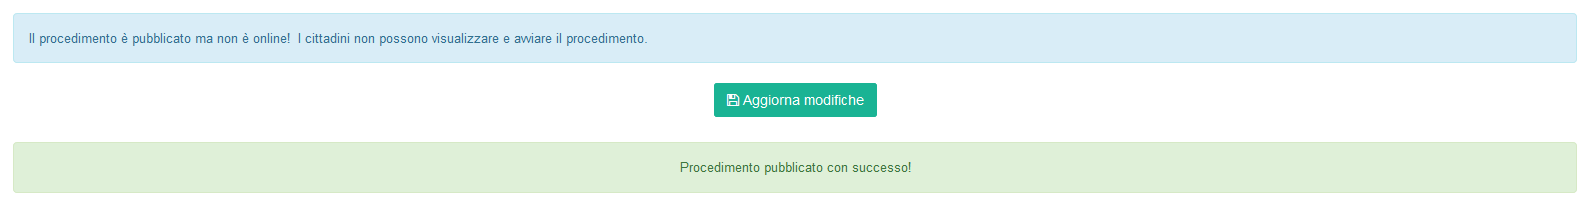 Il procedimento è pubblicato ma non è online! I cittadini non possono visualizzare e avviare il procedimento.
Aggiorna modifiche
Procedimento pubblicato con successo!